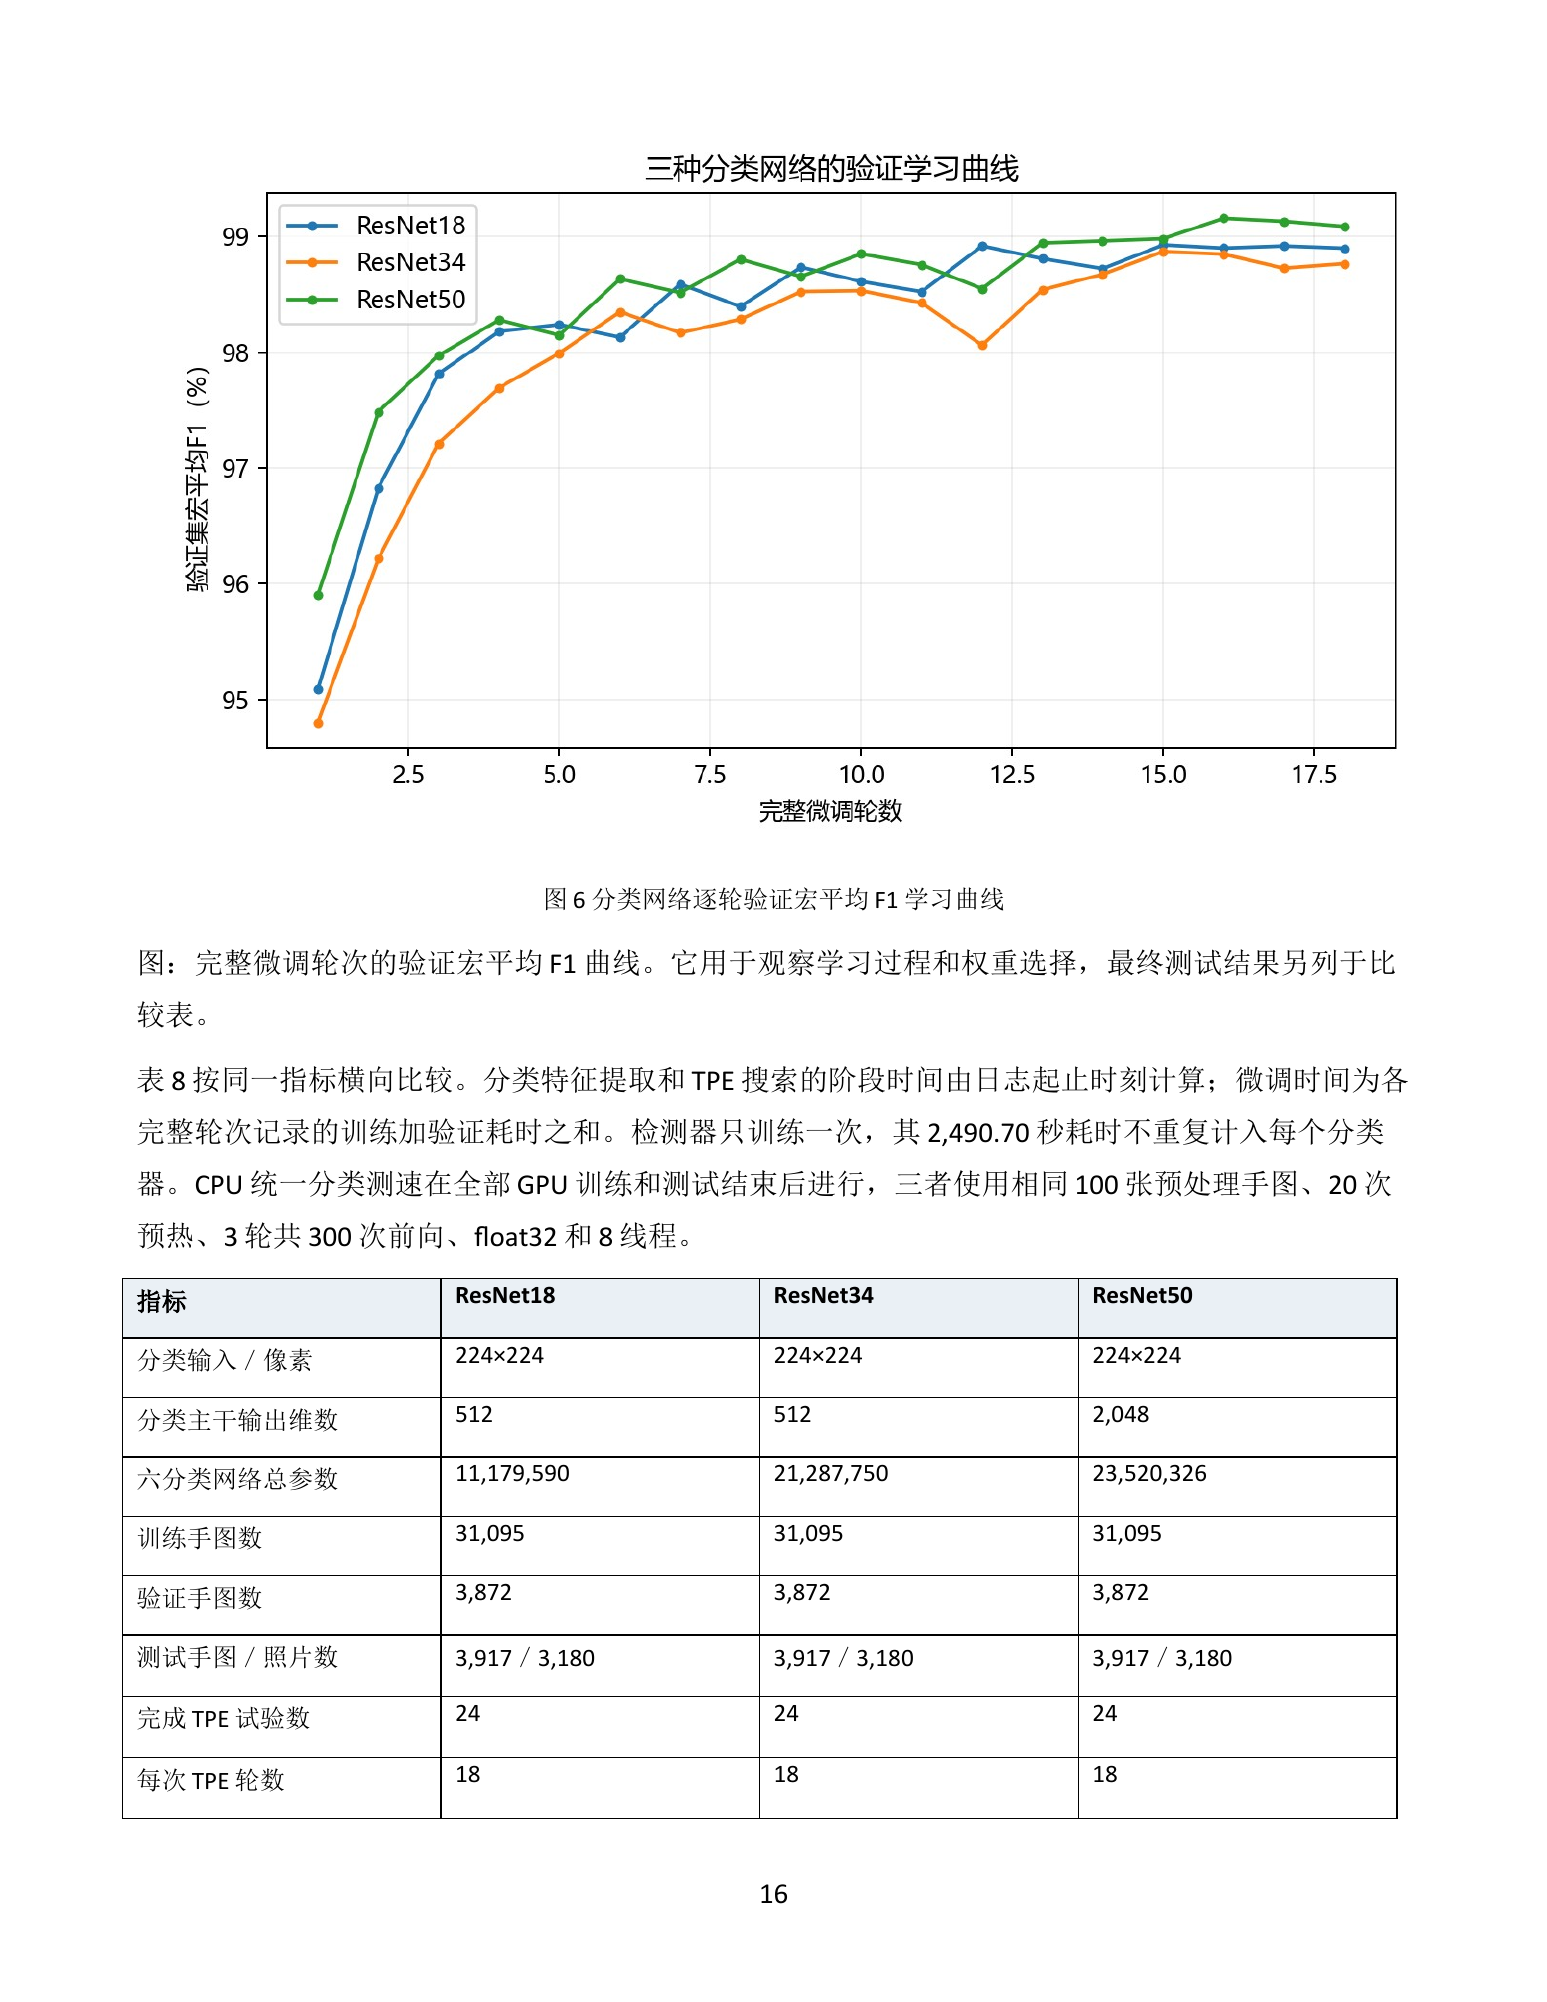 三种分类网络的验证学习曲线
ResNet18
ResNet34
ResNet50
验证集宏平均F1（%）
99
98
97
96
95
2.5 5.0 7.5 10.0 12.5 15.0 17.5
完整微调轮数
图 6 分类网络逐轮验证宏平均 F1 学习曲线
图：完整微调轮次的验证宏平均 F1 曲线。它用于观察学习过程和权重选择，最终测试结果另列于比
较表。
表 8 按同一指标横向比较。分类特征提取和 TPE 搜索的阶段时间由日志起止时刻计算；微调时间为各
完整轮次记录的训练加验证耗时之和。检测器只训练一次，其 2,490.70 秒耗时不重复计入每个分类
器。CPU 统一分类测速在全部 GPU 训练和测试结束后进行，三者使用相同 100 张预处理手图、20 次
预热、3 轮共 300 次前向、float32 和 8 线程。
指标 ResNet18 ResNet34 ResNet50
分类输入 / 像素 224×224 224×224 224×224
分类主干输出维数 512 512 2,048
六分类网络总参数 11,179,590 21,287,750 23,520,326
训练手图数 31,095 31,095 31,095
验证手图数 3,872 3,872 3,872
测试手图 / 照片数 3,917 / 3,180 3,917 / 3,180 3,917 / 3,180
完成 TPE 试验数 24 24 24
每次 TPE 轮数 18 18 18
16